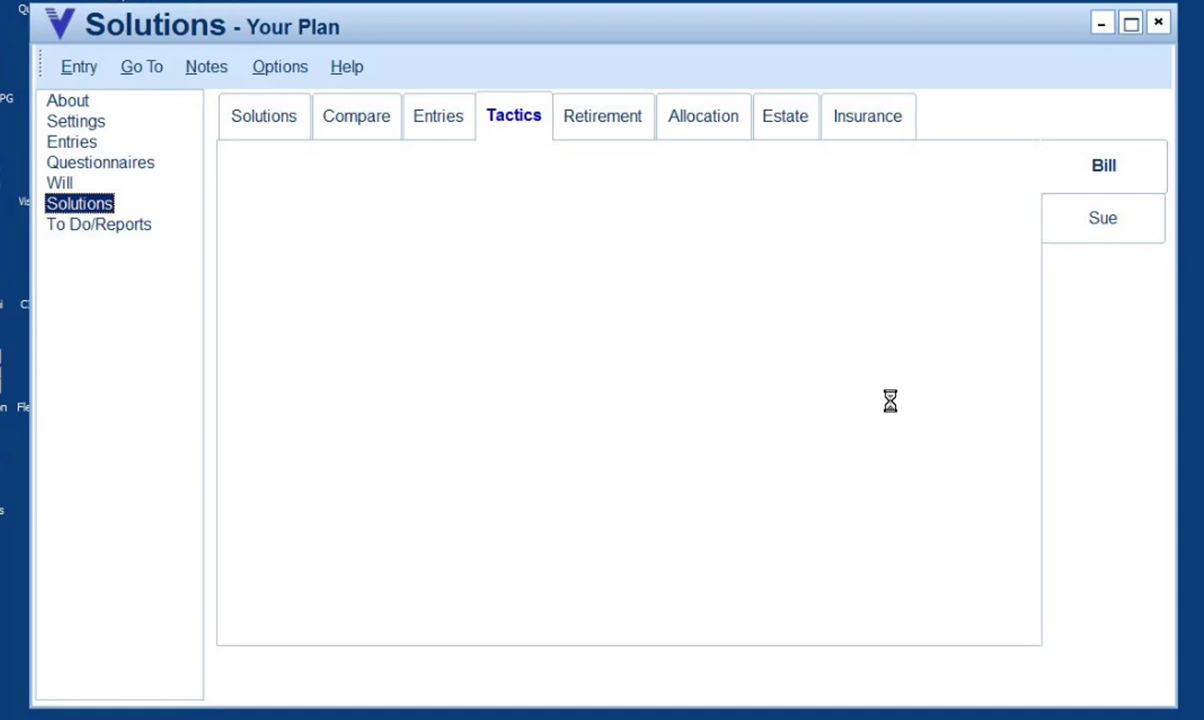 Solutions - Your Plan
Entry Go To Notes Options Help
About
Settings
Entries
Questionnaires
Will
Solutions
To Do/Reports
Solutions Compare Entries Tactics Retirement Allocation Estate Insurance
Bill
Sue
PG